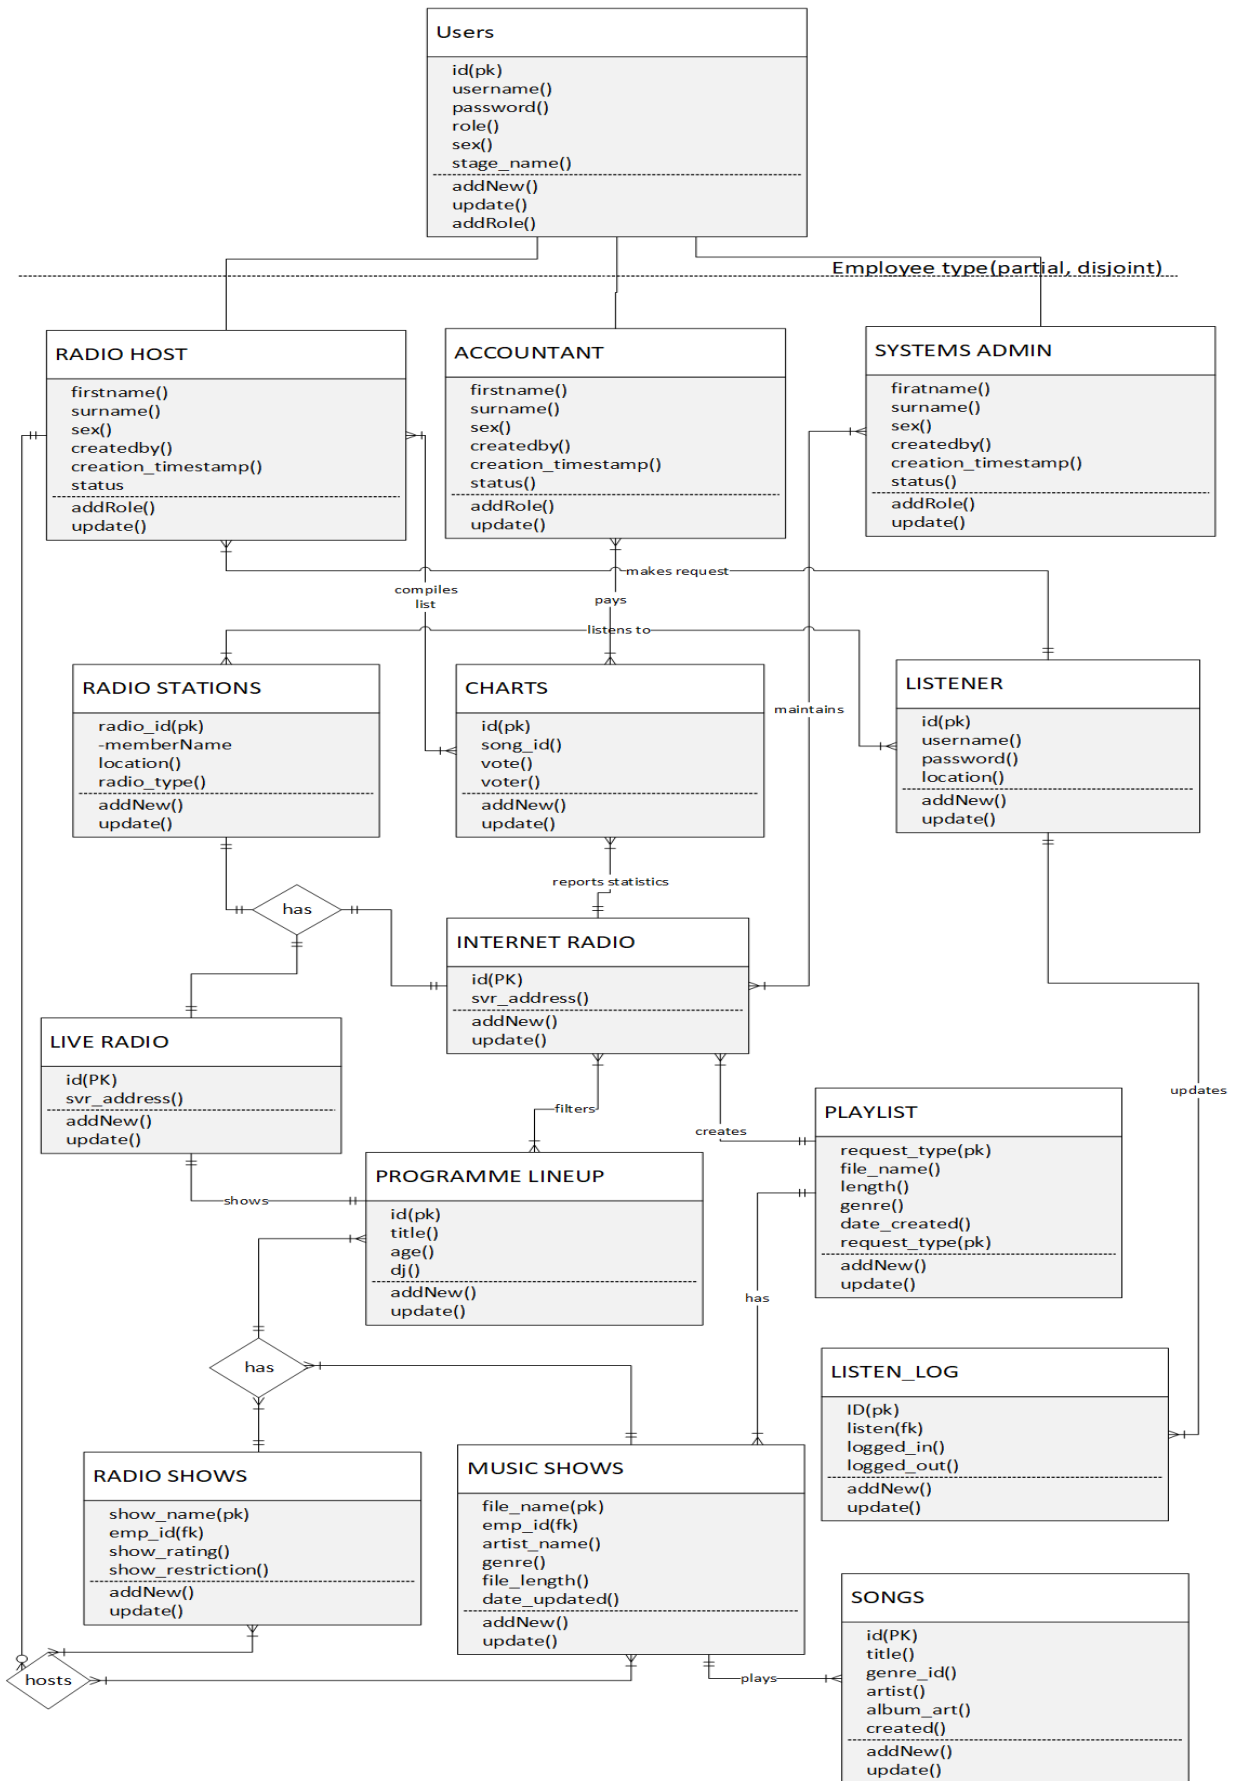 Users
id(pk)
username()
password()
role()
sex()
stage_name()
addNew()
update()
addRole()
Employee type(partial, disjoint)
RADIO HOST
firstname()
surname()
sex()
createdby()
creation_timestamp()
status
addRole()
update()
ACCOUNTANT
firstname()
surname()
sex()
createdby()
creation_timestamp()
status()
addRole()
update()
SYSTEMS ADMIN
firatname()
surname()
sex()
createdby()
creation_timestamp()
status()
addRole()
update()
makes request
compiles
list
pays
listens to
maintains
RADIO STATIONS
radio_id(pk)
-memberName
location()
radio_type()
addNew()
update()
CHARTS
id(pk)
song_id()
vote()
voter()
addNew()
update()
LISTENER
id(pk)
username()
password()
location()
addNew()
update()
reports statistics
has
INTERNET RADIO
id(PK)
svr_address()
addNew()
update()
LIVE RADIO
id(PK)
svr_address()
addNew()
update()
filters
creates
updates
shows
PROGRAMME LINEUP
id(pk)
title()
age()
dj()
addNew()
update()
PLAYLIST
request_type(pk)
file_name()
length()
genre()
date_created()
request_type(pk)
addNew()
update()
has
has
LISTEN_LOG
ID(pk)
listen(fk)
logged_in()
logged_out()
addNew()
update()
RADIO SHOWS
show_name(pk)
emp_id(fk)
show_rating()
show_restriction()
addNew()
update()
MUSIC SHOWS
file_name(pk)
emp_id(fk)
artist_name()
genre()
file_length()
date_updated()
addNew()
update()
hosts
plays
SONGS
id(PK)
title()
genre_id()
artist()
album_art()
created()
addNew()
update()